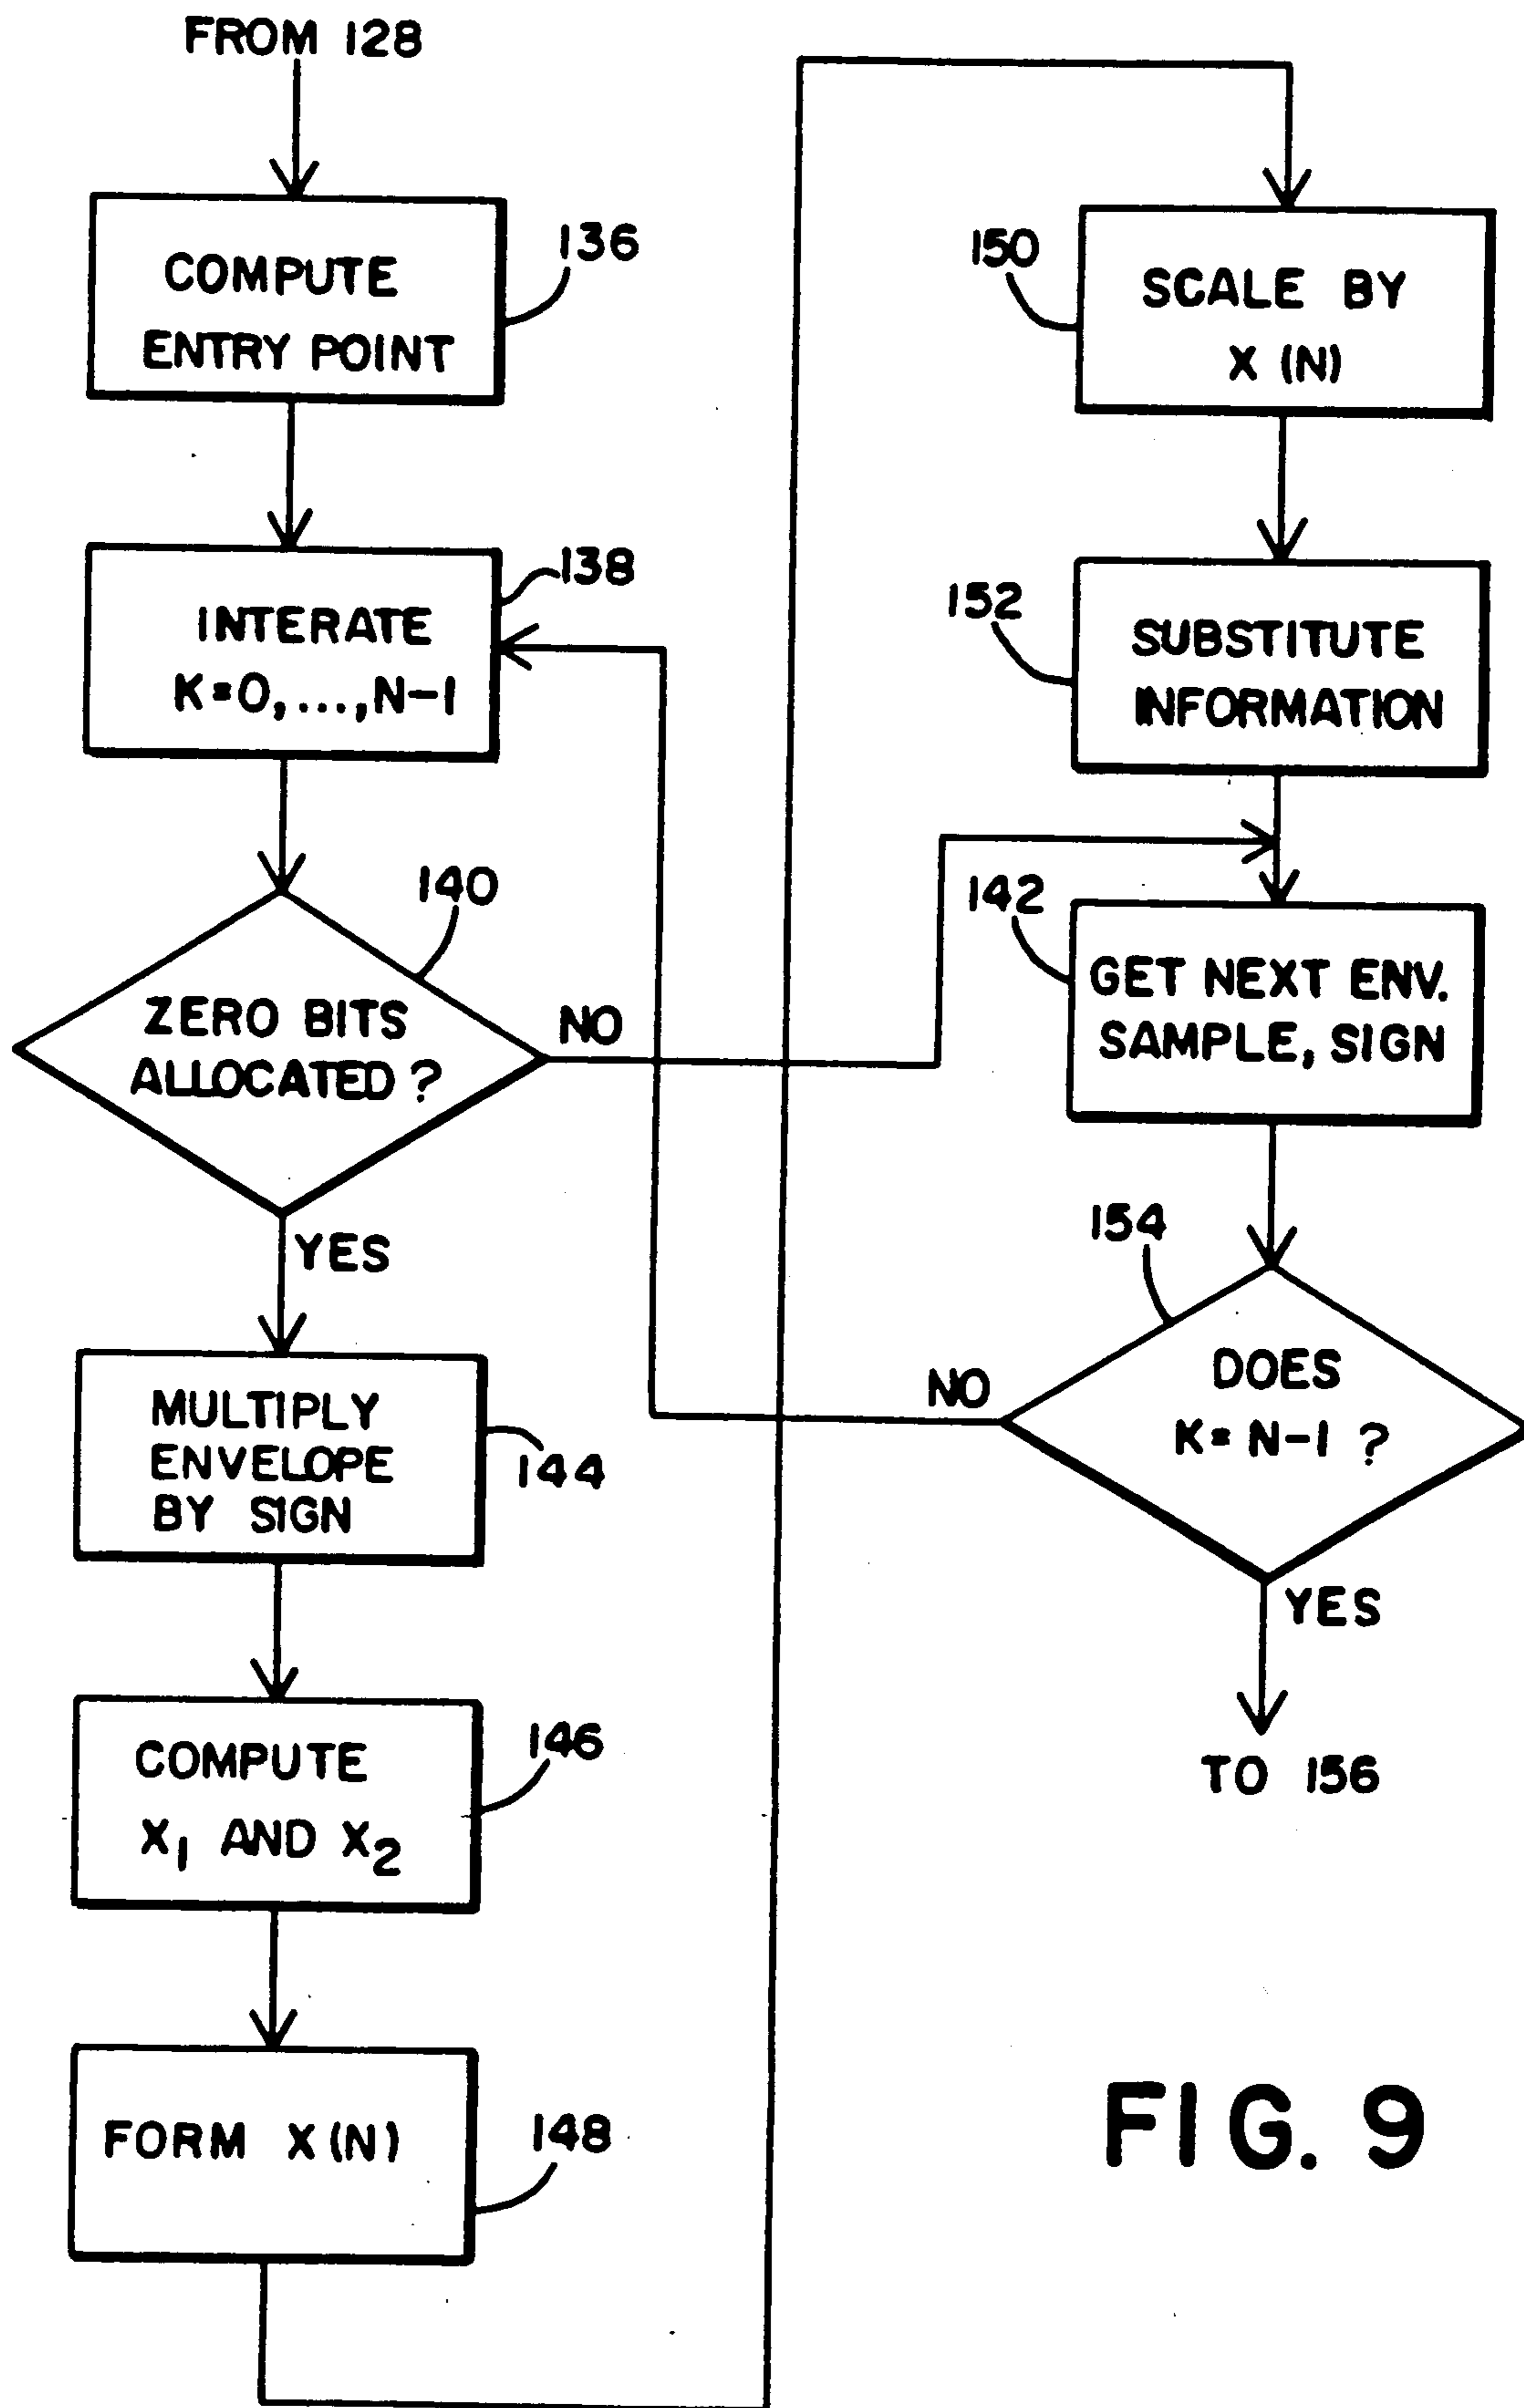 FROM 128
136
COMPUTE
ENTRY POINT
138
INTERATE
K=0,...,N-1
140
ZERO BITS
ALLOCATED ?
NO
YES
MULTIPLY
ENVELOPE
BY SIGN
144
COMPUTE
X₁ AND X₂
146
FORM X(N)
148
150
SCALE BY
X (N)
152
SUBSTITUTE
INFORMATION
142
GET NEXT ENV.
SAMPLE, SIGN
154
DOES
K= N-1 ?
NO
YES
TO 156
FIG. 9